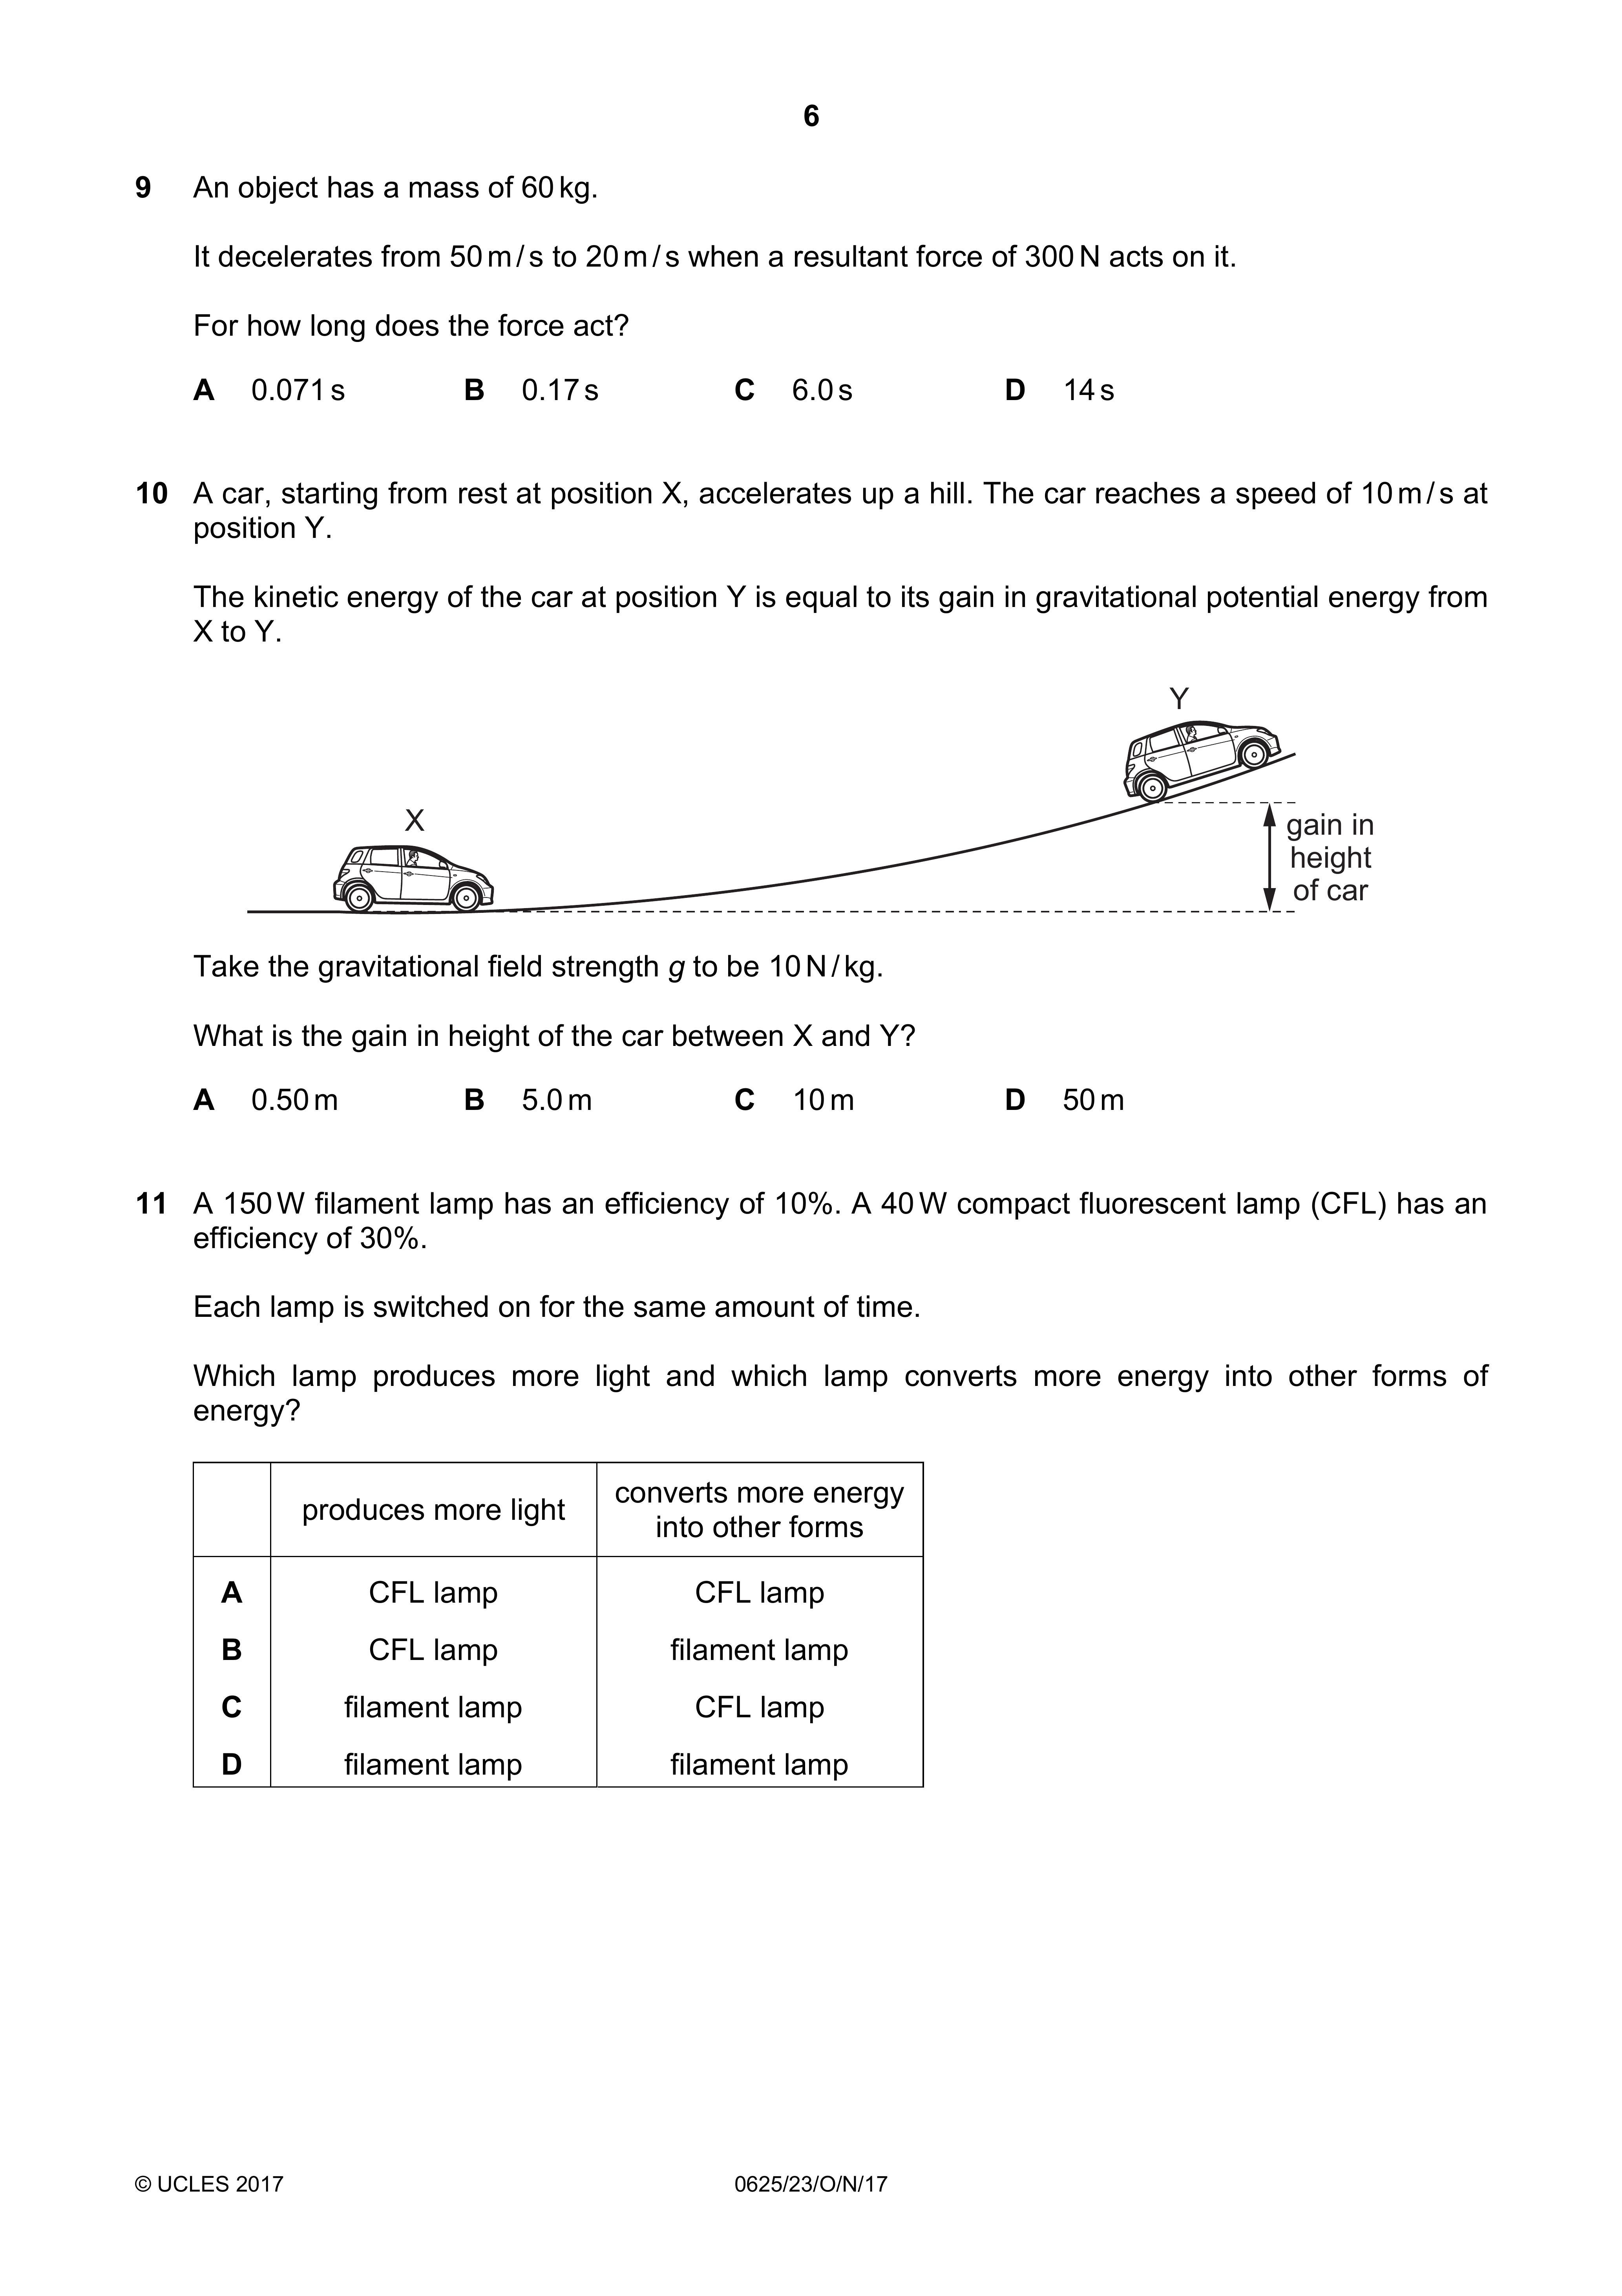 6
9 An object has a mass of 60 kg.
It decelerates from 50 m / s to 20 m / s when a resultant force of 300 N acts on it.
For how long does the force act?
A 0.071 s B 0.17 s C 6.0 s D 14 s
10 A car, starting from rest at position X, accelerates up a hill. The car reaches a speed of 10 m / s at
position Y.
The kinetic energy of the car at position Y is equal to its gain in gravitational potential energy from
X to Y.
Y
X
gain in
height
of car
Take the gravitational field strength g to be 10 N / kg.
What is the gain in height of the car between X and Y?
A 0.50 m B 5.0 m C 10 m D 50 m
11 A 150 W filament lamp has an efficiency of 10%. A 40 W compact fluorescent lamp (CFL) has an
efficiency of 30%.
Each lamp is switched on for the same amount of time.
Which lamp produces more light and which lamp converts more energy into other forms of
energy?
produces more light converts more energy
into other forms
A CFL lamp CFL lamp
B CFL lamp filament lamp
C filament lamp CFL lamp
D filament lamp filament lamp
© UCLES 2017 0625/23/O/N/17